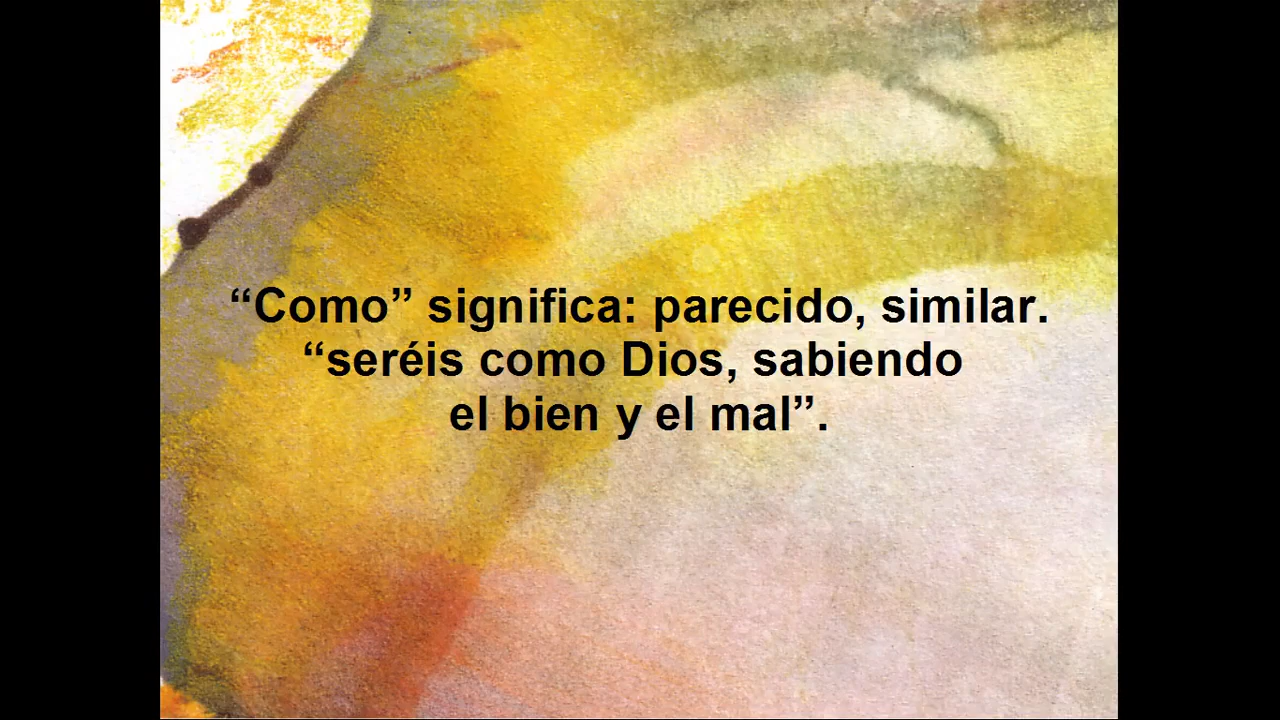 “Como” significa: parecido, similar.
“seréis como Dios, sabiendo
el bien y el mal”.